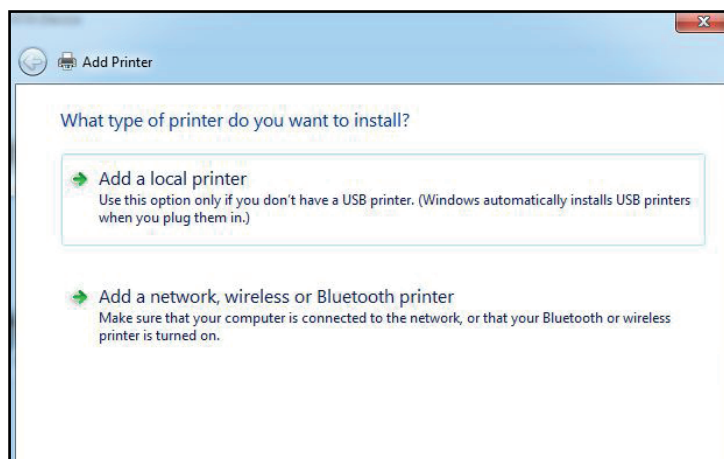 Add Printer
What type of printer do you want to install?
Add a local printer
Use this option only if you don't have a USB printer. (Windows automatically installs USB printers
when you plug them in.)
Add a network, wireless or Bluetooth printer
Make sure that your computer is connected to the network, or that your Bluetooth or wireless
printer is turned on.